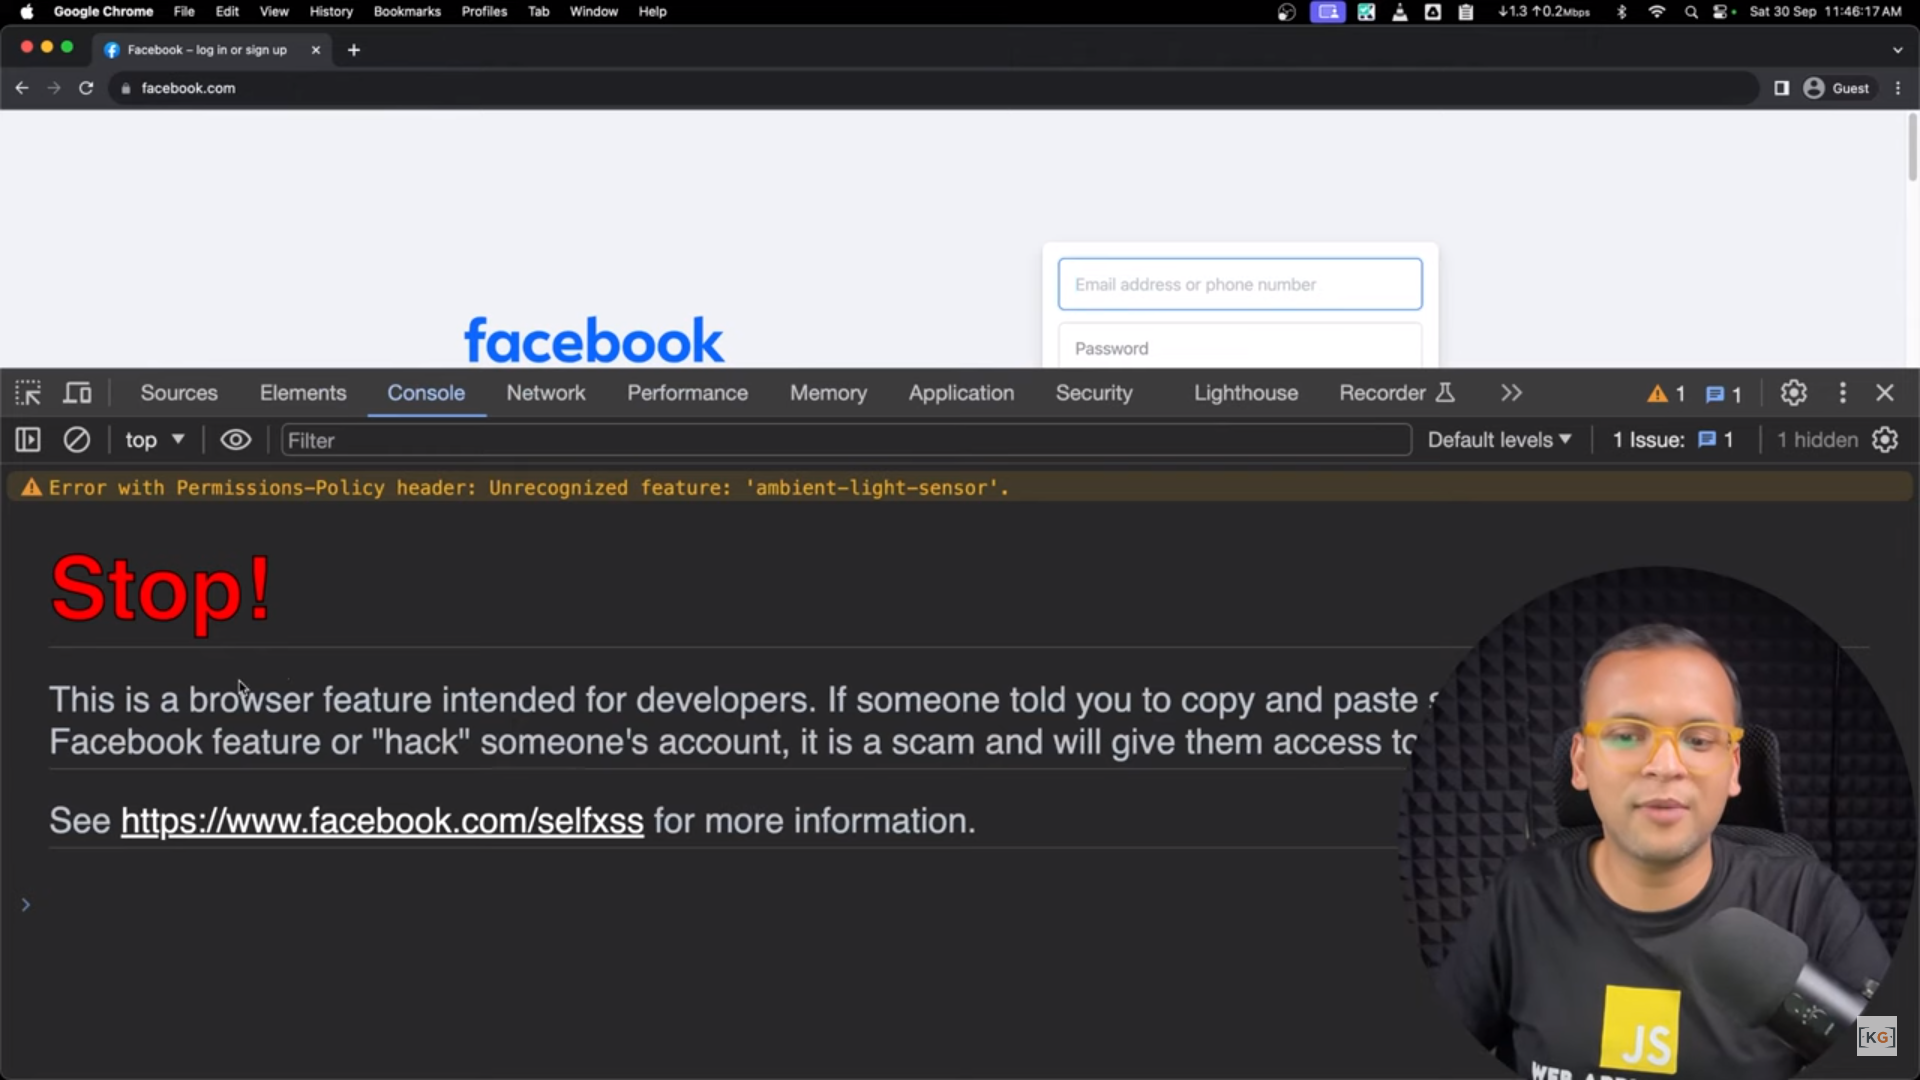 Google Chrome File Edit View History Bookmarks Profiles Tab Window Help ↓1.3 ↑0.2Mbps Sat 30 Sep 11:46:17 AM
Facebook – log in or sign up
facebook.com Guest
Email address or phone number
facebook
Password
Sources Elements Console Network Performance Memory Application Security Lighthouse Recorder 1 1
top Filter Default levels 1 Issue: 1 1 hidden
Error with Permissions-Policy header: Unrecognized feature: 'ambient-light-sensor'.
Stop!
This is a browser feature intended for developers. If someone told you to copy and paste
Facebook feature or "hack" someone's account, it is a scam and will give them access to
See https://www.facebook.com/selfxss for more information.
JS
[KG]